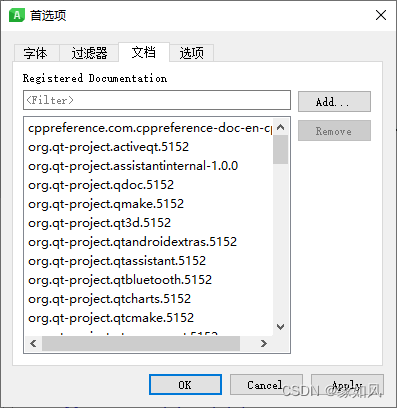 首选项
字体 过滤器 文档 选项
Registered Documentation
<Filter>
Add...
cppreference.com.cppreference-doc-en-cp
Remove
org.qt-project.activeqt.5152
org.qt-project.assistantinternal-1.0.0
org.qt-project.qdoc.5152
org.qt-project.qmake.5152
org.qt-project.qt3d.5152
org.qt-project.qtandroidextras.5152
org.qt-project.qtassistant.5152
org.qt-project.qtbluetooth.5152
org.qt-project.qtcharts.5152
org.qt-project.qtcmake.5152
OK Cancel Apply
CSDN @缘如风